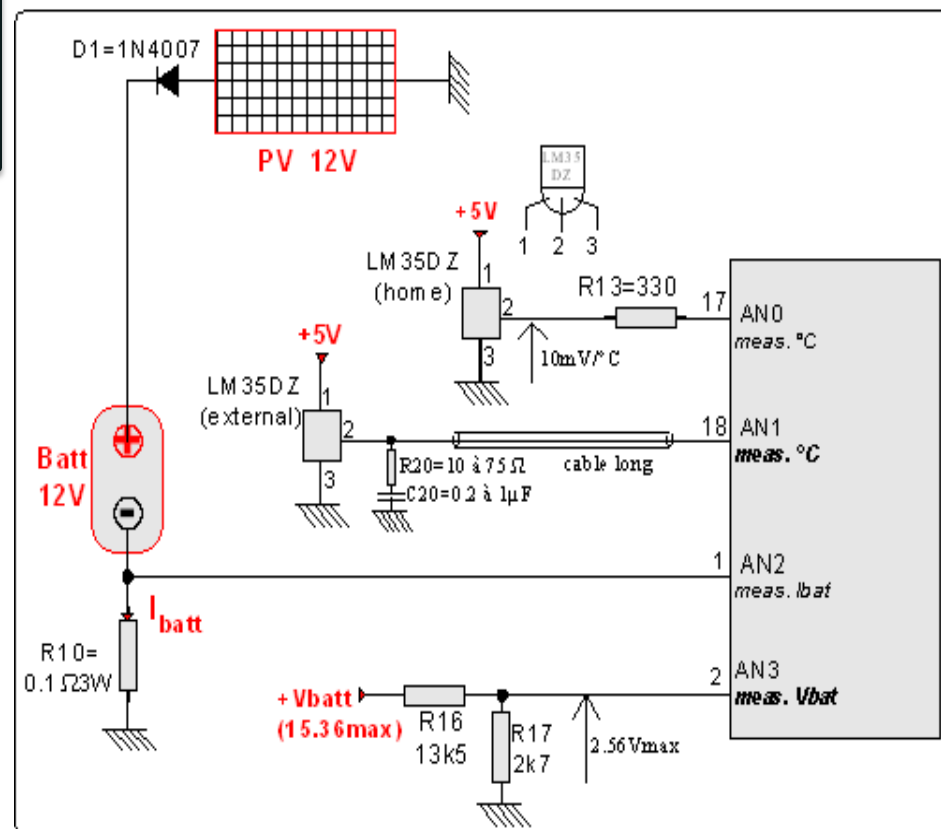 D1=1N4007
PV 12V
LM35
DZ
1 2 3
+5V
LM35DZ
(home)
1
2
3
10mV/°C
R13=330
17
AN0
meas. °C
+5V
LM35DZ
(external)
1
2
3
R20=10 à 75Ω
C20=0.2 à 1µF
cable long
18
AN1
meas. °C
Batt
12V
+
-
1
AN2
meas. Ibat
Ibatt
R10=
0.1Ω3W
2
AN3
meas. Vbat
+Vbatt
(15.36max)
R16
13k5
R17
2k7
2.56Vmax